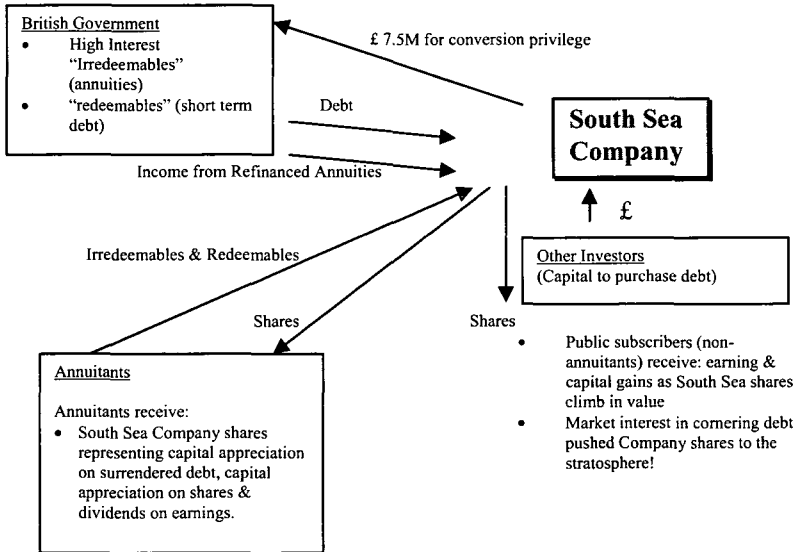 British Government
• High Interest
"Irredeemables"
(annuities)
• "redeemables" (short term
debt)
£ 7.5M for conversion privilege
Debt
South Sea
Company
Income from Refinanced Annuities
£
Irredeemables & Redeemables
Other Investors
(Capital to purchase debt)
Shares
Shares
Annuitants
Annuitants receive:
• South Sea Company shares
representing capital appreciation
on surrendered debt, capital
appreciation on shares &
dividends on earnings.
• Public subscribers (non-
annuitants) receive: earning &
capital gains as South Sea shares
climb in value
• Market interest in cornering debt
pushed Company shares to the
stratosphere!